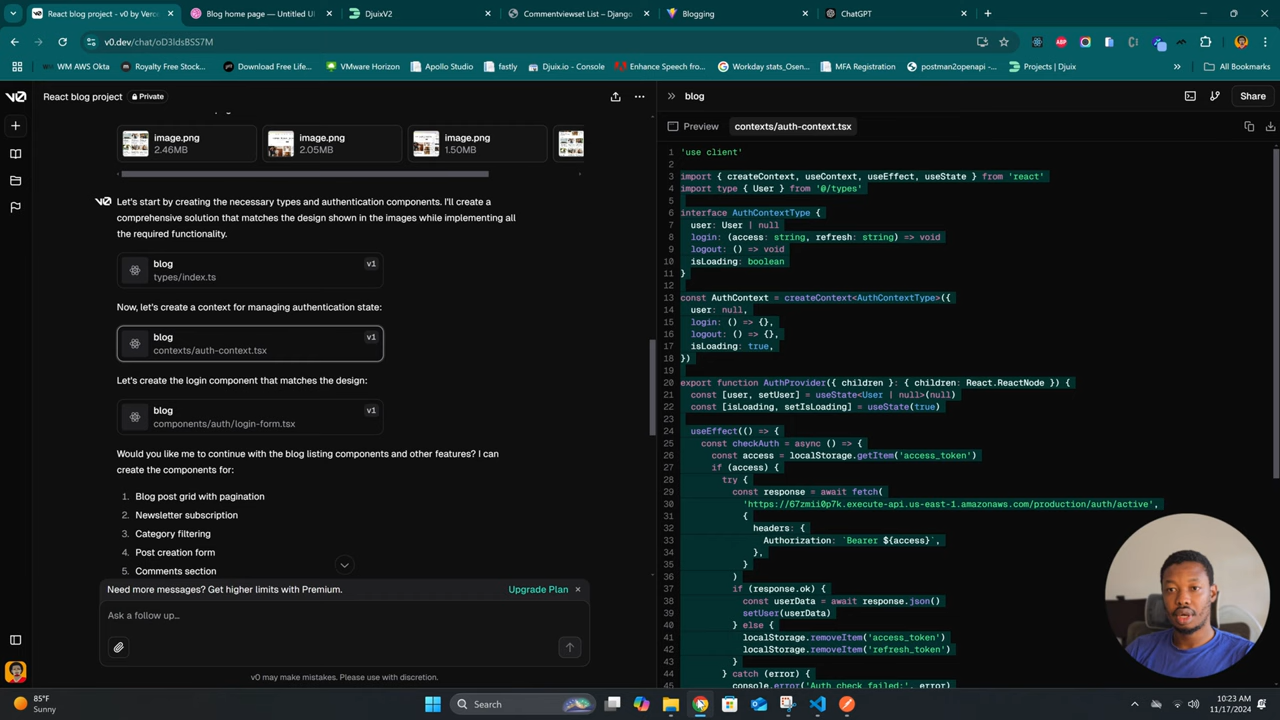 React blog project - v0 by Verce
Blog home page — Untitled UI
DjuixV2
Commentviewset List – Django
Blogging
ChatGPT
v0.dev/chat/oD3IdsBSS7M
WM AWS Okta
Royalty Free Stock...
Download Free Life...
VMware Horizon
Apollo Studio
fastly
Djuix.io - Console
Enhance Speech from...
Workday stats_Osen...
MFA Registration
postman2openapi -...
Projects | Djuix
All Bookmarks
React blog project
Private
image.png
2.46MB
image.png
2.05MB
image.png
1.50MB
Let's start by creating the necessary types and authentication components. I'll create a
comprehensive solution that matches the design shown in the images while implementing all
the required functionality.
blog
v1
types/index.ts
Now, let's create a context for managing authentication state:
blog
v1
contexts/auth-context.tsx
Let's create the login component that matches the design:
blog
v1
components/auth/login-form.tsx
Would you like me to continue with the blog listing components and other features? I can
create the components for:
1. Blog post grid with pagination
2. Newsletter subscription
3. Category filtering
4. Post creation form
5. Comments section
Need more messages? Get higher limits with Premium.
Upgrade Plan
Ask a follow up...
v0 may make mistakes. Please use with discretion.
blog
Share
Preview
contexts/auth-context.tsx
1 'use client'
2
3 import { createContext, useContext, useEffect, useState } from 'react'
4 import type { User } from '@/types'
5
6 interface AuthContextType {
7 user: User | null
8 login: (access: string, refresh: string) => void
9 logout: () => void
10 isLoading: boolean
11 }
12
13 const AuthContext = createContext<AuthContextType>({
14 user: null,
15 login: () => {},
16 logout: () => {},
17 isLoading: true,
18 })
19
20 export function AuthProvider({ children }: { children: React.ReactNode }) {
21 const [user, setUser] = useState<User | null>(null)
22 const [isLoading, setIsLoading] = useState(true)
23
24 useEffect(() => {
25 const checkAuth = async () => {
26 const access = localStorage.getItem('access_token')
27 if (access) {
28 try {
29 const response = await fetch(
30 'https://67zmii0p7k.execute-api.us-east-1.amazonaws.com/production/auth/active',
31 {
32 headers: {
33 Authorization: `Bearer ${access}`,
34 },
35 }
36 )
37 if (response.ok) {
38 const userData = await response.json()
39 setUser(userData)
40 } else {
41 localStorage.removeItem('access_token')
42 localStorage.removeItem('refresh_token')
43 }
44 } catch (error) {
45 console.error('Auth check failed:', error)
85°F
Sunny
Search
10:23 AM
11/17/2024